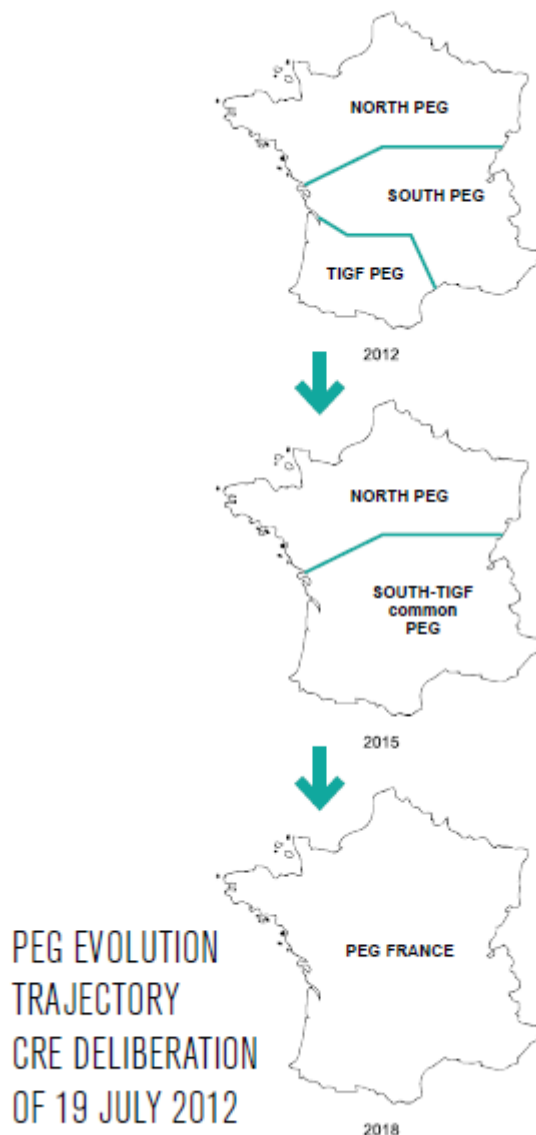 NORTH PEG
SOUTH PEG
TIGF PEG
2012
NORTH PEG
SOUTH-TIGF
common
PEG
2015
PEG FRANCE
PEG EVOLUTION
TRAJECTORY
CRE DELIBERATION
OF 19 JULY 2012
2018